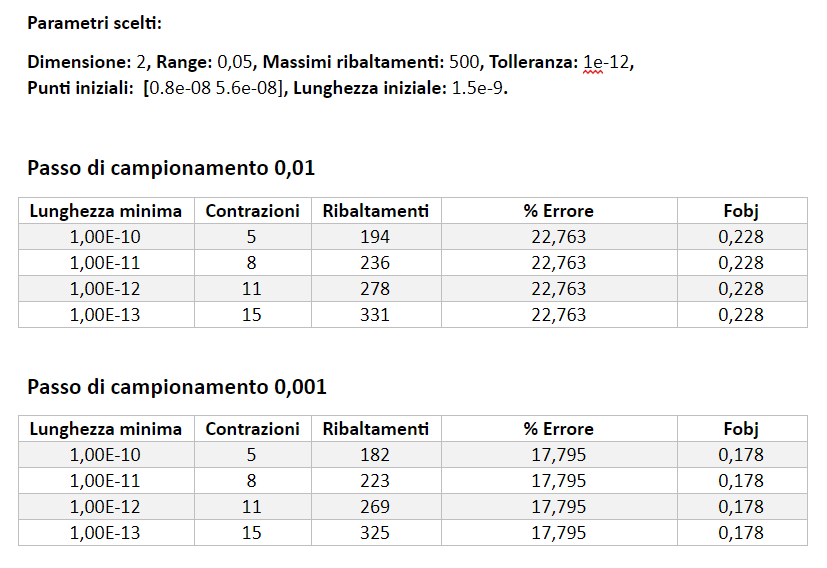 Parametri scelti:
Dimensione: 2, Range: 0,05, Massimi ribaltamenti: 500, Tolleranza: 1e-12,
Punti iniziali: [0.8e-08 5.6e-08], Lunghezza iniziale: 1.5e-9.
Passo di campionamento 0,01
Lunghezza minima Contrazioni Ribaltamenti % Errore Fobj
1,00E-10 5 194 22,763 0,228
1,00E-11 8 236 22,763 0,228
1,00E-12 11 278 22,763 0,228
1,00E-13 15 331 22,763 0,228
Passo di campionamento 0,001
Lunghezza minima Contrazioni Ribaltamenti % Errore Fobj
1,00E-10 5 182 17,795 0,178
1,00E-11 8 223 17,795 0,178
1,00E-12 11 269 17,795 0,178
1,00E-13 15 325 17,795 0,178